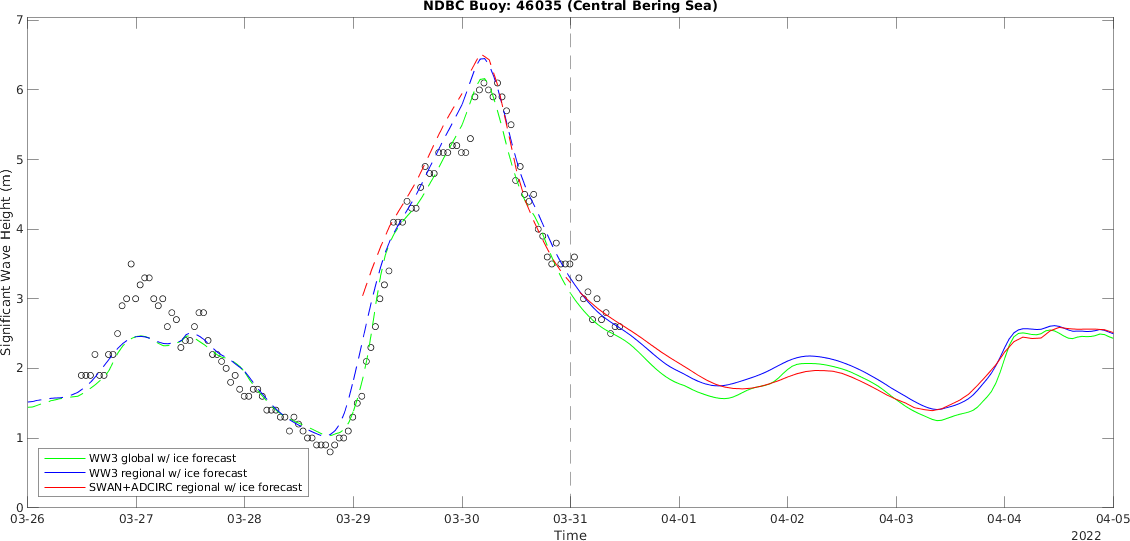 NDBC Buoy: 46035 (Central Bering Sea)
7
6
5
4
3
2
1
0
Significant Wave Height (m)
WW3 global w/ ice forecast
WW3 regional w/ ice forecast
SWAN+ADCIRC regional w/ ice forecast
03-26 03-27 03-28 03-29 03-30 03-31 04-01 04-02 04-03 04-04 04-05
Time
2022